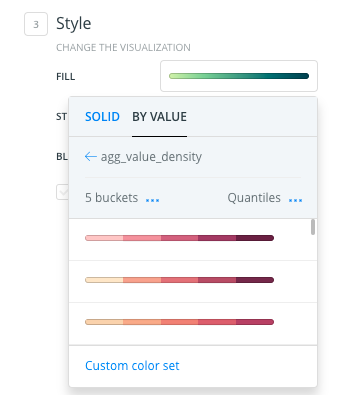 3 Style
CHANGE THE VISUALIZATION
FILL
ST
SOLID BY VALUE
BL
← agg_value_density
5 buckets ... Quantiles ...
Custom color set